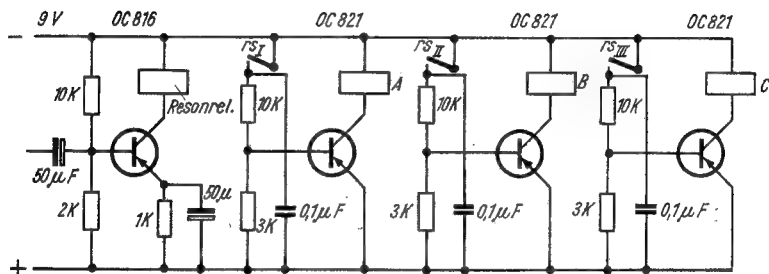 − 9 V OC 816 OC 821 OC 821 OC 821
rs I rs II rs III
10K Resonrel. 10K A 10K B 10K C
50µF
2K 1K 50µ 3K 0,1µF 3K 0,1µF 3K 0,1µF
+